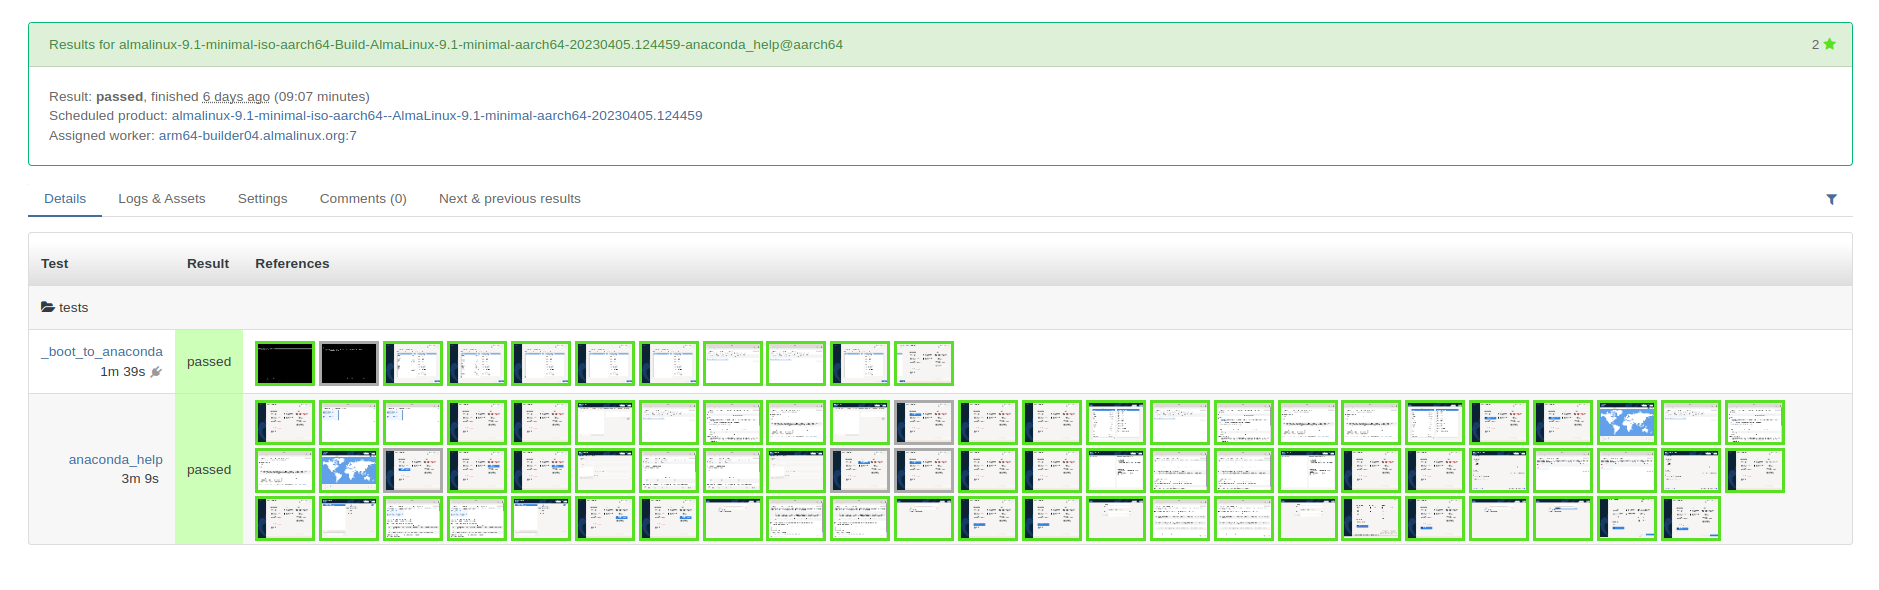 Results for almalinux-9.1-minimal-iso-aarch64-Build-AlmaLinux-9.1-minimal-aarch64-20230405.124459-anaconda_help@aarch64 2
Result: passed, finished 6 days ago (09:07 minutes)
Scheduled product: almalinux-9.1-minimal-iso-aarch64--AlmaLinux-9.1-minimal-aarch64-20230405.124459
Assigned worker: arm64-builder04.almalinux.org:7
Details Logs & Assets Settings Comments (0) Next & previous results
Test Result References
tests
_boot_to_anaconda passed
1m 39s
anaconda_help passed
3m 9s